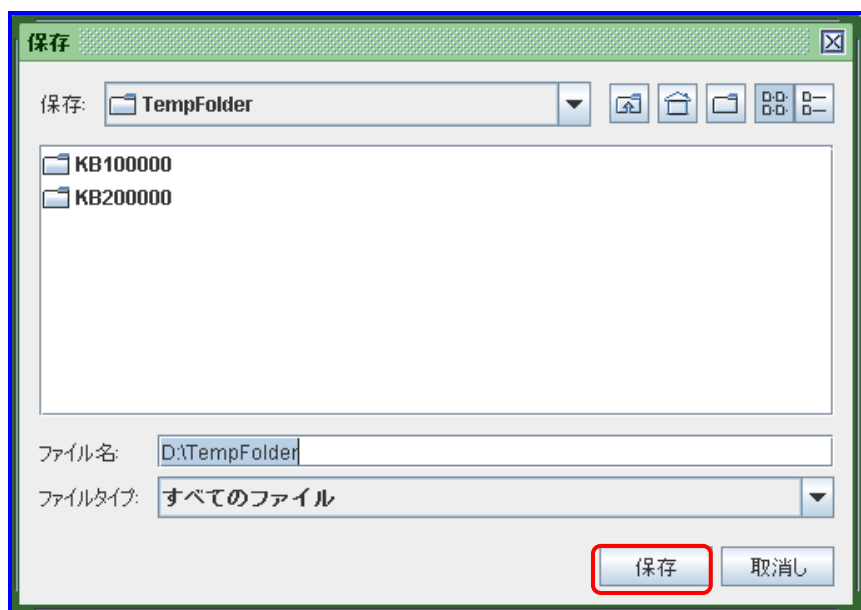 保存
保存: TempFolder
KB100000
KB200000
ファイル名: D:\TempFolder
ファイルタイプ: すべてのファイル
保存 取消し